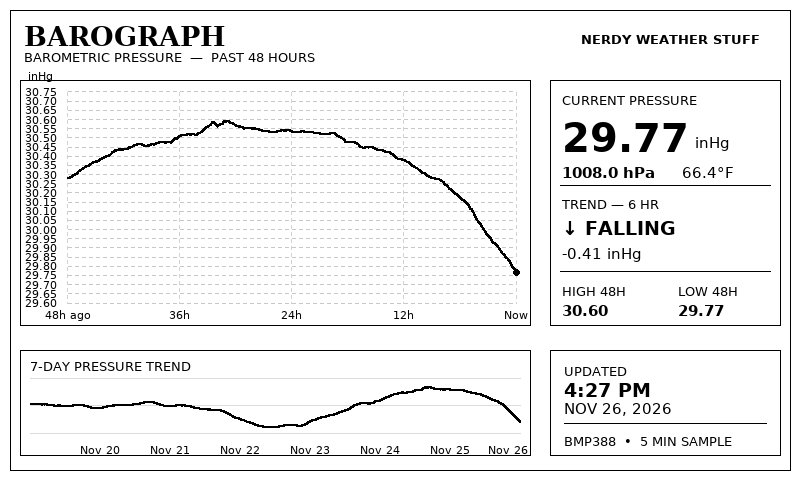 BAROGRAPH
BAROMETRIC PRESSURE — PAST 48 HOURS
NERDY WEATHER STUFF
inHg
30.75
30.70
30.65
30.60
30.55
30.50
30.45
30.40
30.35
30.30
30.25
30.20
30.15
30.10
30.05
30.00
29.95
29.90
29.85
29.80
29.75
29.70
29.65
29.60
48h ago 36h 24h 12h Now
CURRENT PRESSURE
29.77 inHg
1008.0 hPa 66.4°F
TREND — 6 HR
↓ FALLING
-0.41 inHg
HIGH 48H LOW 48H
30.60 29.77
7-DAY PRESSURE TREND
Nov 20 Nov 21 Nov 22 Nov 23 Nov 24 Nov 25 Nov 26
UPDATED
4:27 PM
NOV 26, 2026
BMP388 • 5 MIN SAMPLE